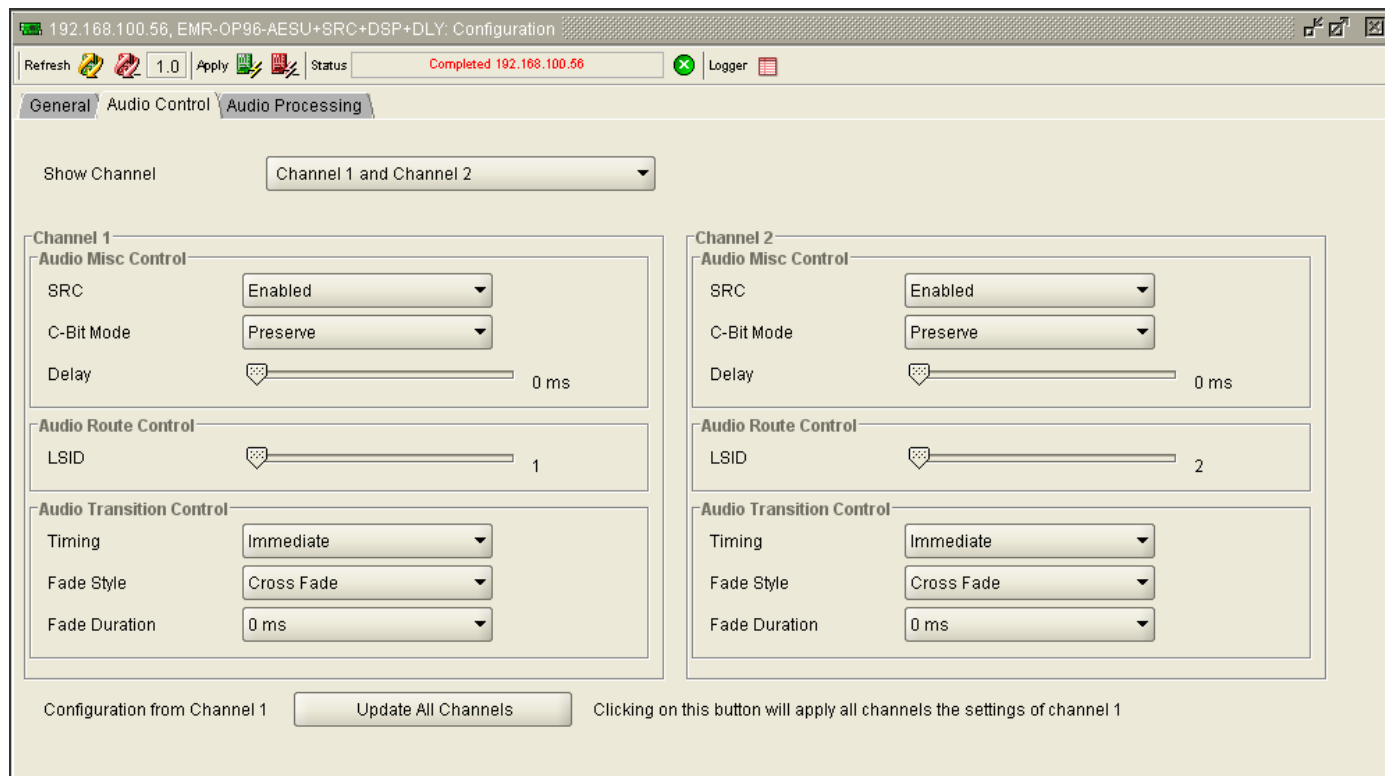 192.168.100.56, EMR-OP96-AESU+SRC+DSP+DLY: Configuration
Refresh 1.0 Apply Status Completed 192.168.100.56 Logger
General Audio Control Audio Processing
Show Channel Channel 1 and Channel 2
Channel 1
Audio Misc Control
SRC Enabled
C-Bit Mode Preserve
Delay 0 ms
Audio Route Control
LSID 1
Audio Transition Control
Timing Immediate
Fade Style Cross Fade
Fade Duration 0 ms
Channel 2
Audio Misc Control
SRC Enabled
C-Bit Mode Preserve
Delay 0 ms
Audio Route Control
LSID 2
Audio Transition Control
Timing Immediate
Fade Style Cross Fade
Fade Duration 0 ms
Configuration from Channel 1 Update All Channels Clicking on this button will apply all channels the settings of channel 1